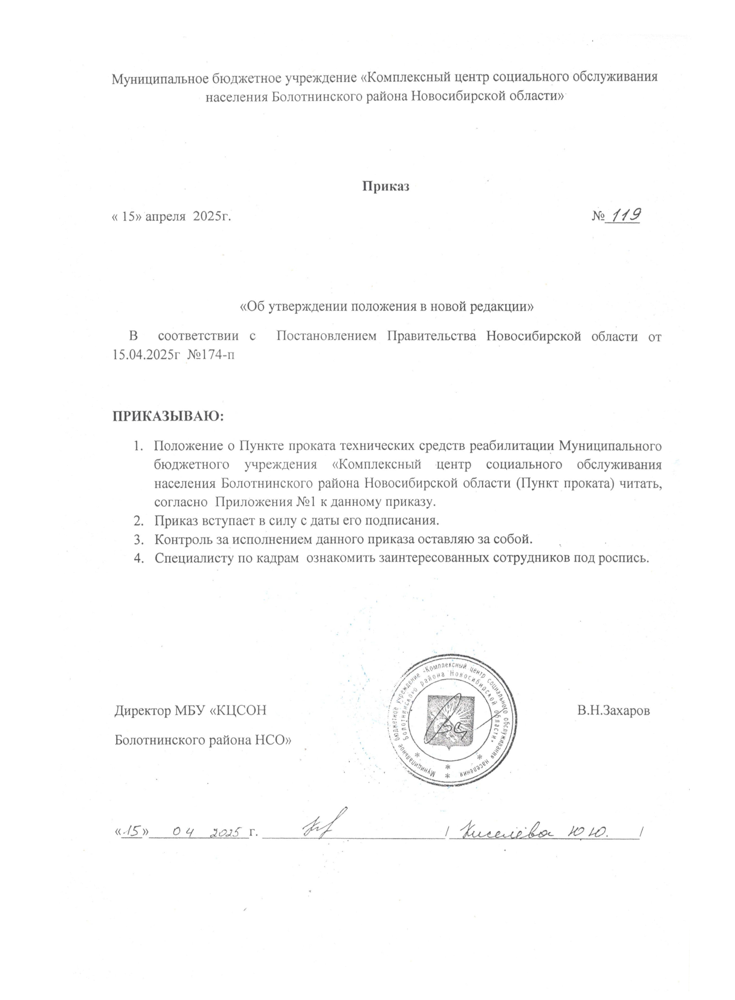 Муниципальное бюджетное учреждение «Комплексный центр социального обслуживания
населения Болотнинского района Новосибирской области»
Приказ
« 15» апреля 2025г. № 119
«Об утверждении положения в новой редакции»
В соответствии с Постановлением Правительства Новосибирской области от
15.04.2025г №174-п
ПРИКАЗЫВАЮ:
1. Положение о Пункте проката технических средств реабилитации Муниципального
бюджетного учреждения «Комплексный центр социального обслуживания
населения Болотнинского района Новосибирской области (Пункт проката) читать,
согласно Приложения №1 к данному приказу.
2. Приказ вступает в силу с даты его подписания.
3. Контроль за исполнением данного приказа оставляю за собой.
4. Специалисту по кадрам ознакомить заинтересованных сотрудников под роспись.
Муниципальное бюджетное учреждение «Комплексный центр социального обслуживания населения
Болотнинского района Новосибирской области»
Директор МБУ «КЦСОН В.Н.Захаров
Болотнинского района НСО»
«15» 04 2025 г. / Киселёва Ю.Ю. /